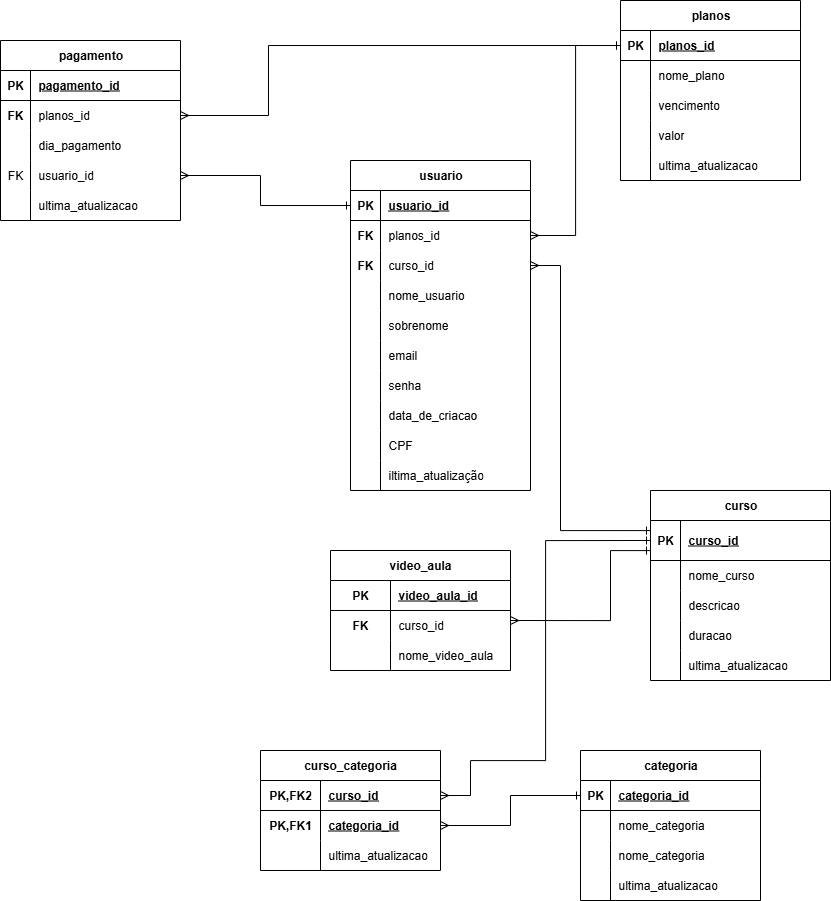 planos
PK planos_id
nome_plano
vencimento
valor
ultima_atualizacao
pagamento
PK pagamento_id
FK planos_id
dia_pagamento
FK usuario_id
ultima_atualizacao
usuario
PK usuario_id
FK planos_id
FK curso_id
nome_usuario
sobrenome
email
senha
data_de_criacao
CPF
iltima_atualização
curso
PK curso_id
nome_curso
descricao
duracao
ultima_atualizacao
video_aula
PK video_aula_id
FK curso_id
nome_video_aula
curso_categoria
PK,FK2 curso_id
PK,FK1 categoria_id
ultima_atualizacao
categoria
PK categoria_id
nome_categoria
nome_categoria
ultima_atualizacao